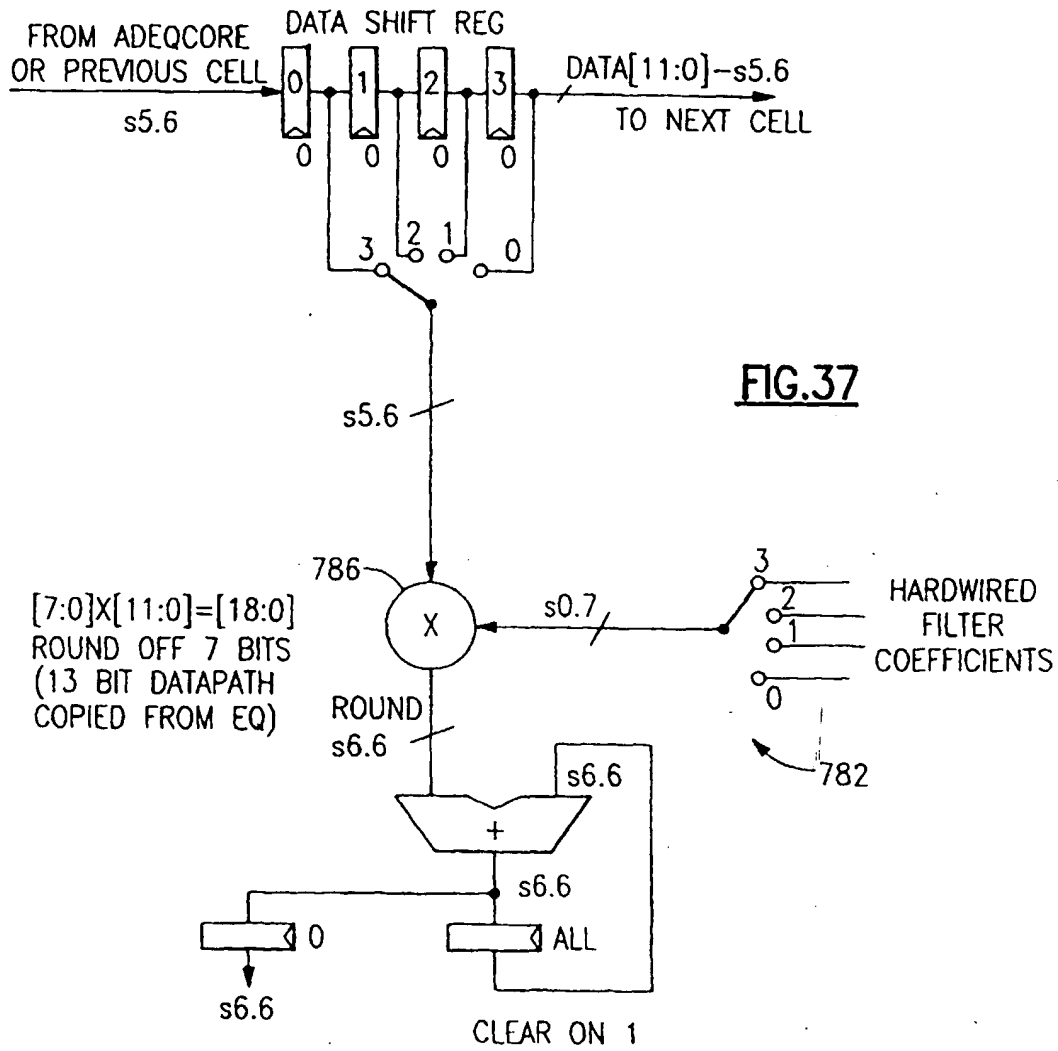 DATA SHIFT REG
FROM ADEQCORE
OR PREVIOUS CELL
s5.6
0
1
2
3
DATA[11:0]-s5.6
TO NEXT CELL
0
0
0
0
3
2
1
0
s5.6
FIG.37
786
X
[7:0]X[11:0]=[18:0]
ROUND OFF 7 BITS
(13 BIT DATAPATH
COPIED FROM EQ)
s0.7
3
2
1
0
HARDWIRED
FILTER
COEFFICIENTS
782
ROUND
s6.6
s6.6
+
s6.6
0
ALL
s6.6
CLEAR ON 1